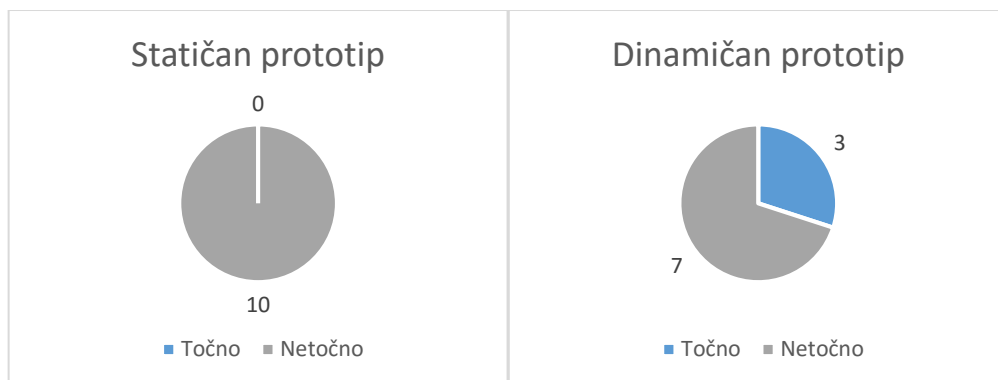 Statičan prototip
0
10
Točno Netočno
Dinamičan prototip
3
7
Točno Netočno